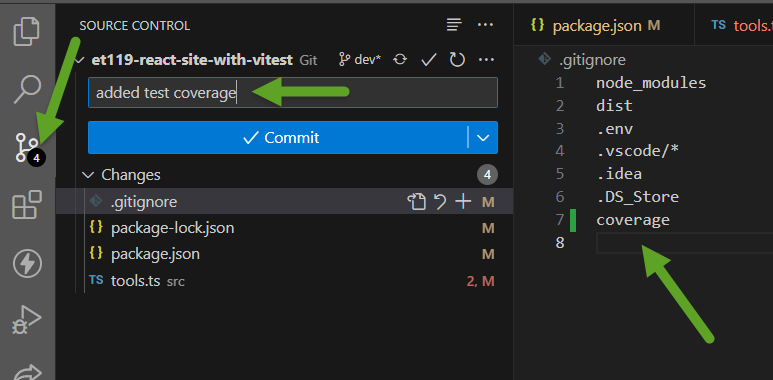 SOURCE CONTROL
et119-react-site-with-vitest Git dev*
added test coverage
Commit
4
Changes 4
.gitignore M
{} package-lock.json M
{} package.json M
TS tools.ts src 2, M
{} package.json M TS tools.t
.gitignore
1 node_modules
2 dist
3 .env
4 .vscode/*
5 .idea
6 .DS_Store
7 coverage
8